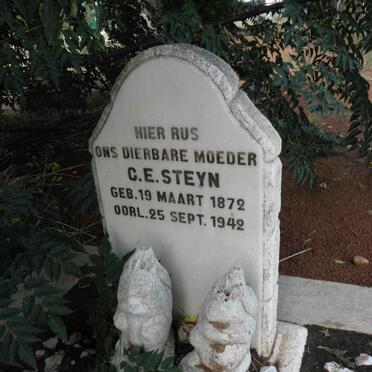 HIER RUS
ONS DIERBARE MOEDER
C.E. STEYN
GEB. 19 MAART 1872
OORL. 25 SEPT. 1942